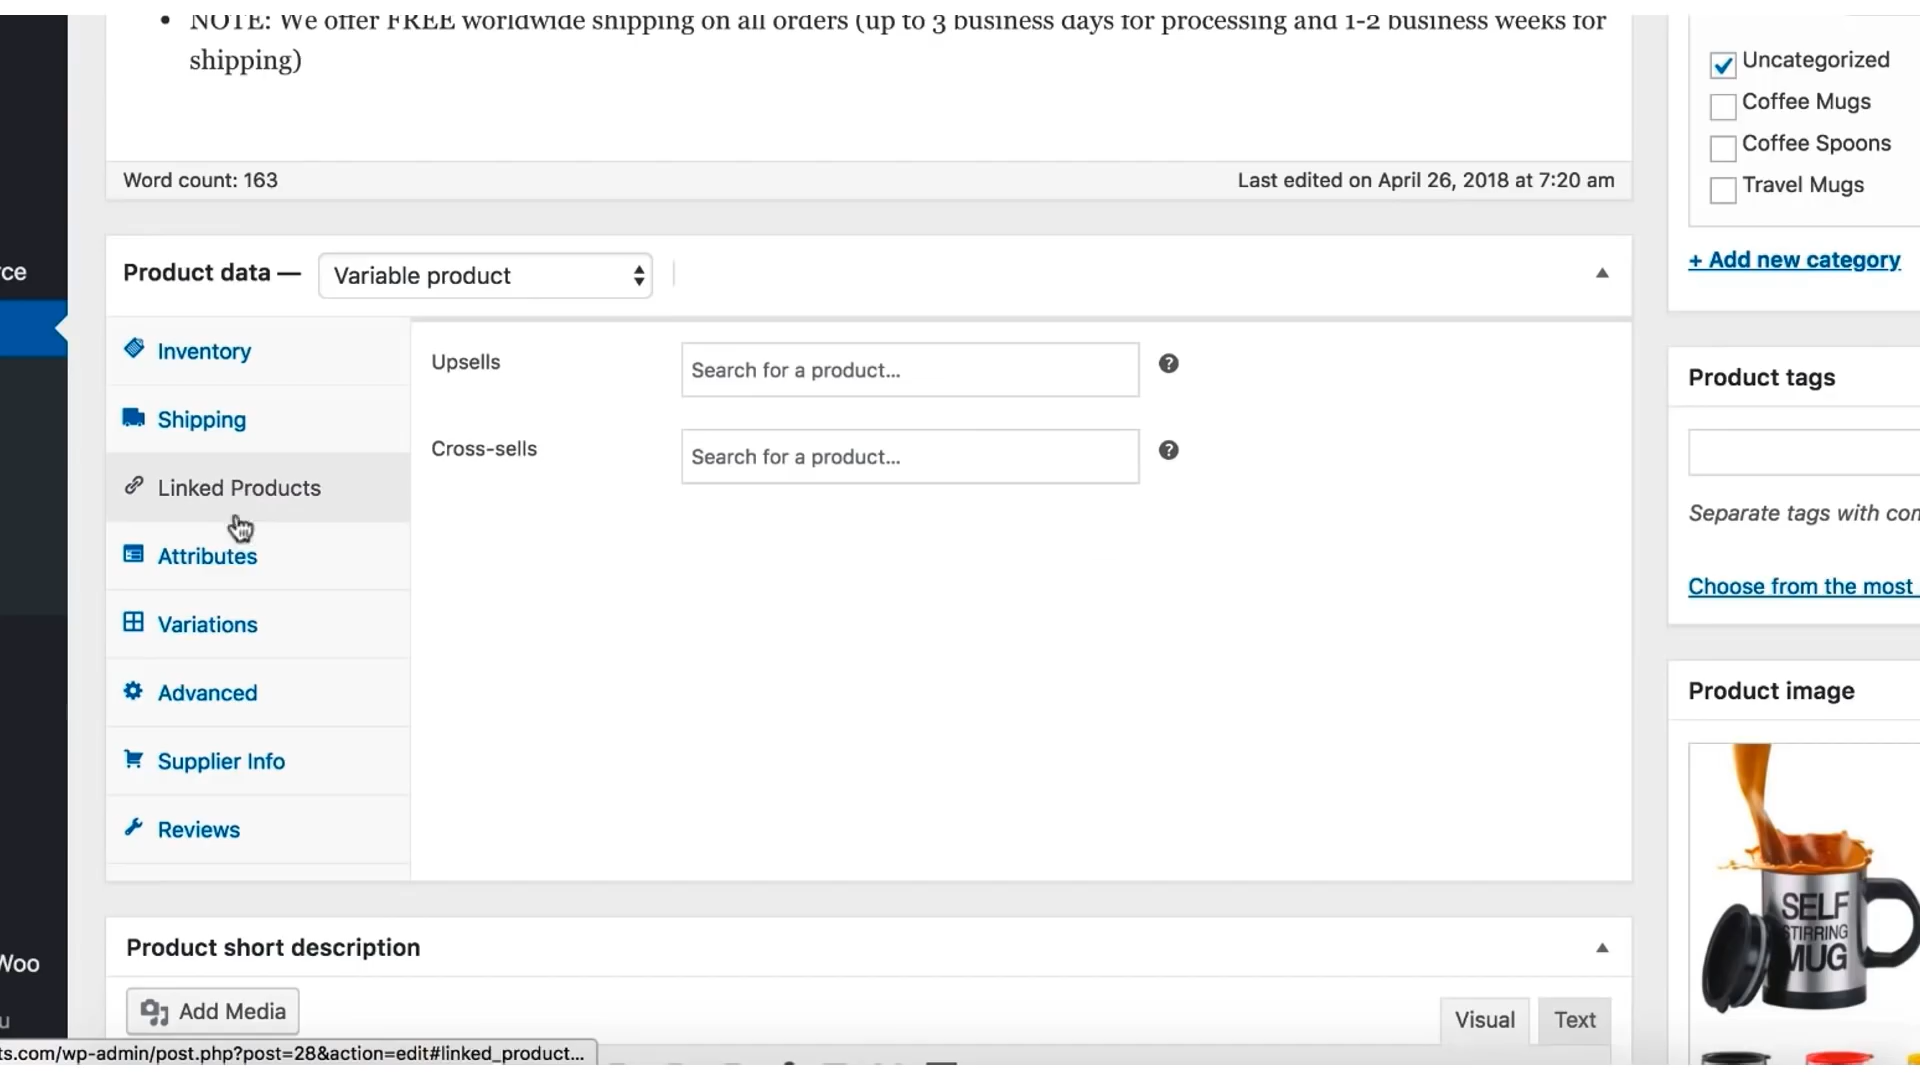 NOTE: We offer FREE worldwide shipping on all orders (up to 3 business days for processing and 1-2 business weeks for
shipping)
Word count: 163
Last edited on April 26, 2018 at 7:20 am
Product data —
Variable product
Inventory
Shipping
Linked Products
Attributes
Variations
Advanced
Supplier Info
Reviews
Upsells
Search for a product...
Cross-sells
Search for a product...
Product short description
Add Media
Visual
Text
Uncategorized
Coffee Mugs
Coffee Spoons
Travel Mugs
+ Add new category
Product tags
Separate tags with com
Choose from the most
Product image
SELF
STIRRING
MUG
ce
Woo
u
ts.com/wp-admin/post.php?post=28&action=edit#linked_product...